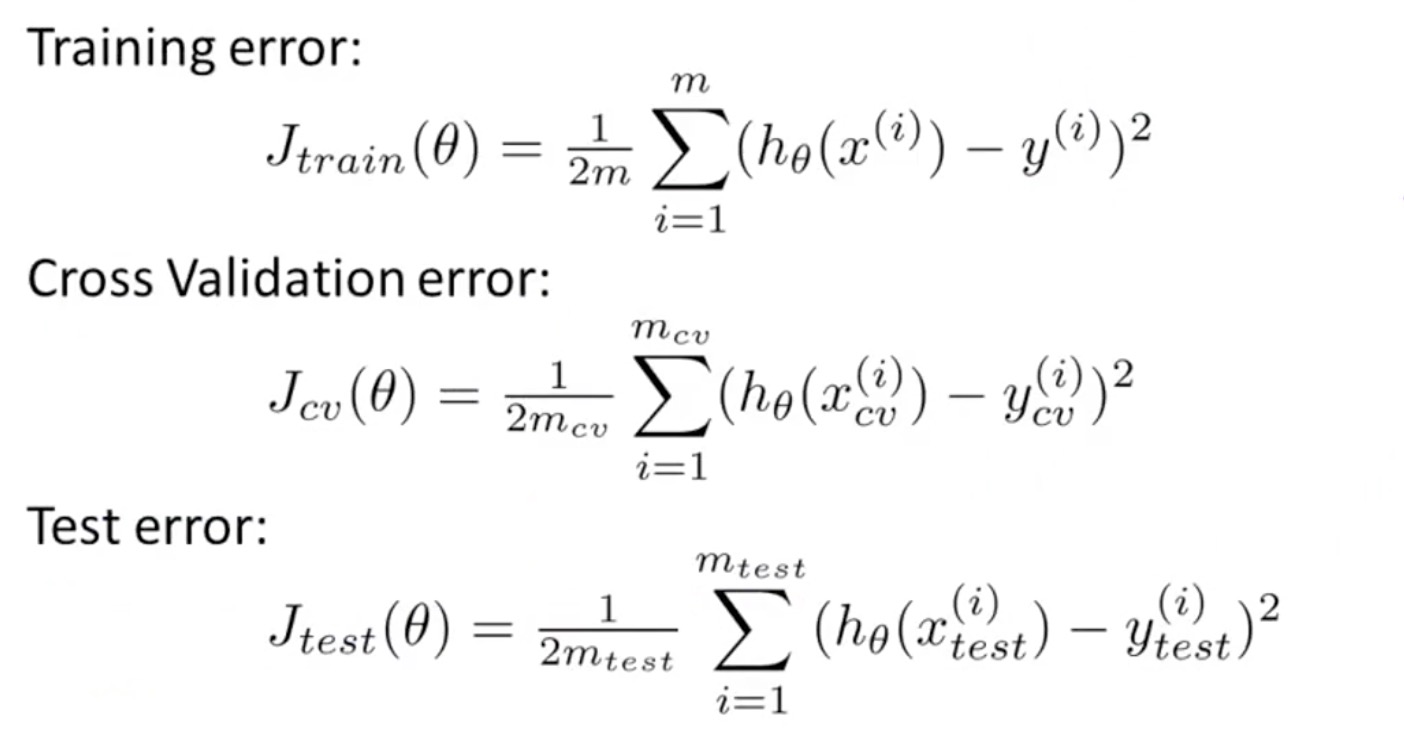 Training error:
J_{train}(θ) = \frac{1}{2m} \sum_{i=1}^{m} (h_θ(x^{(i)}) − y^{(i)})^2
Cross Validation error:
J_{cv}(θ) = \frac{1}{2m_{cv}} \sum_{i=1}^{m_{cv}} (h_θ(x_{cv}^{(i)}) − y_{cv}^{(i)})^2
Test error:
J_{test}(θ) = \frac{1}{2m_{test}} \sum_{i=1}^{m_{test}} (h_θ(x_{test}^{(i)}) − y_{test}^{(i)})^2